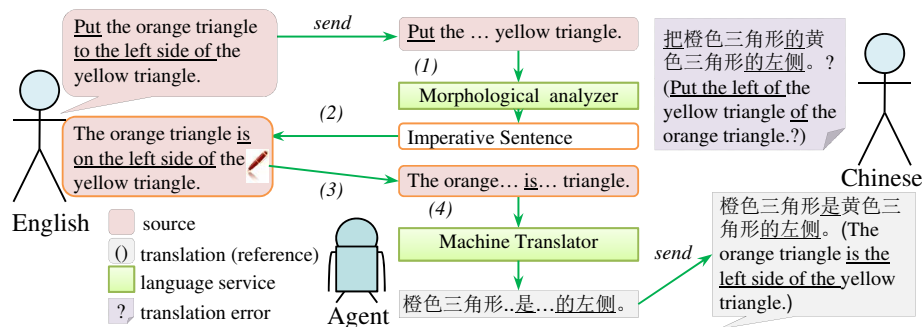 Put the orange triangle
to the left side of the
yellow triangle.
send
Put the … yellow triangle.
(1)
Morphological analyzer
(2)
Imperative Sentence
The orange triangle is
on the left side of the
yellow triangle.
(3)
The orange… is… triangle.
(4)
Machine Translator
橙色三角形..是…的左侧。
send
把橙色三角形的黄
色三角形的左侧。?
(Put the left of the
yellow triangle of the
orange triangle.?)
橙色三角形是黄色三
角形的左侧。(The
orange triangle is the
left side of the yellow
triangle.)
English
Chinese
Agent
source
() translation (reference)
language service
? translation error